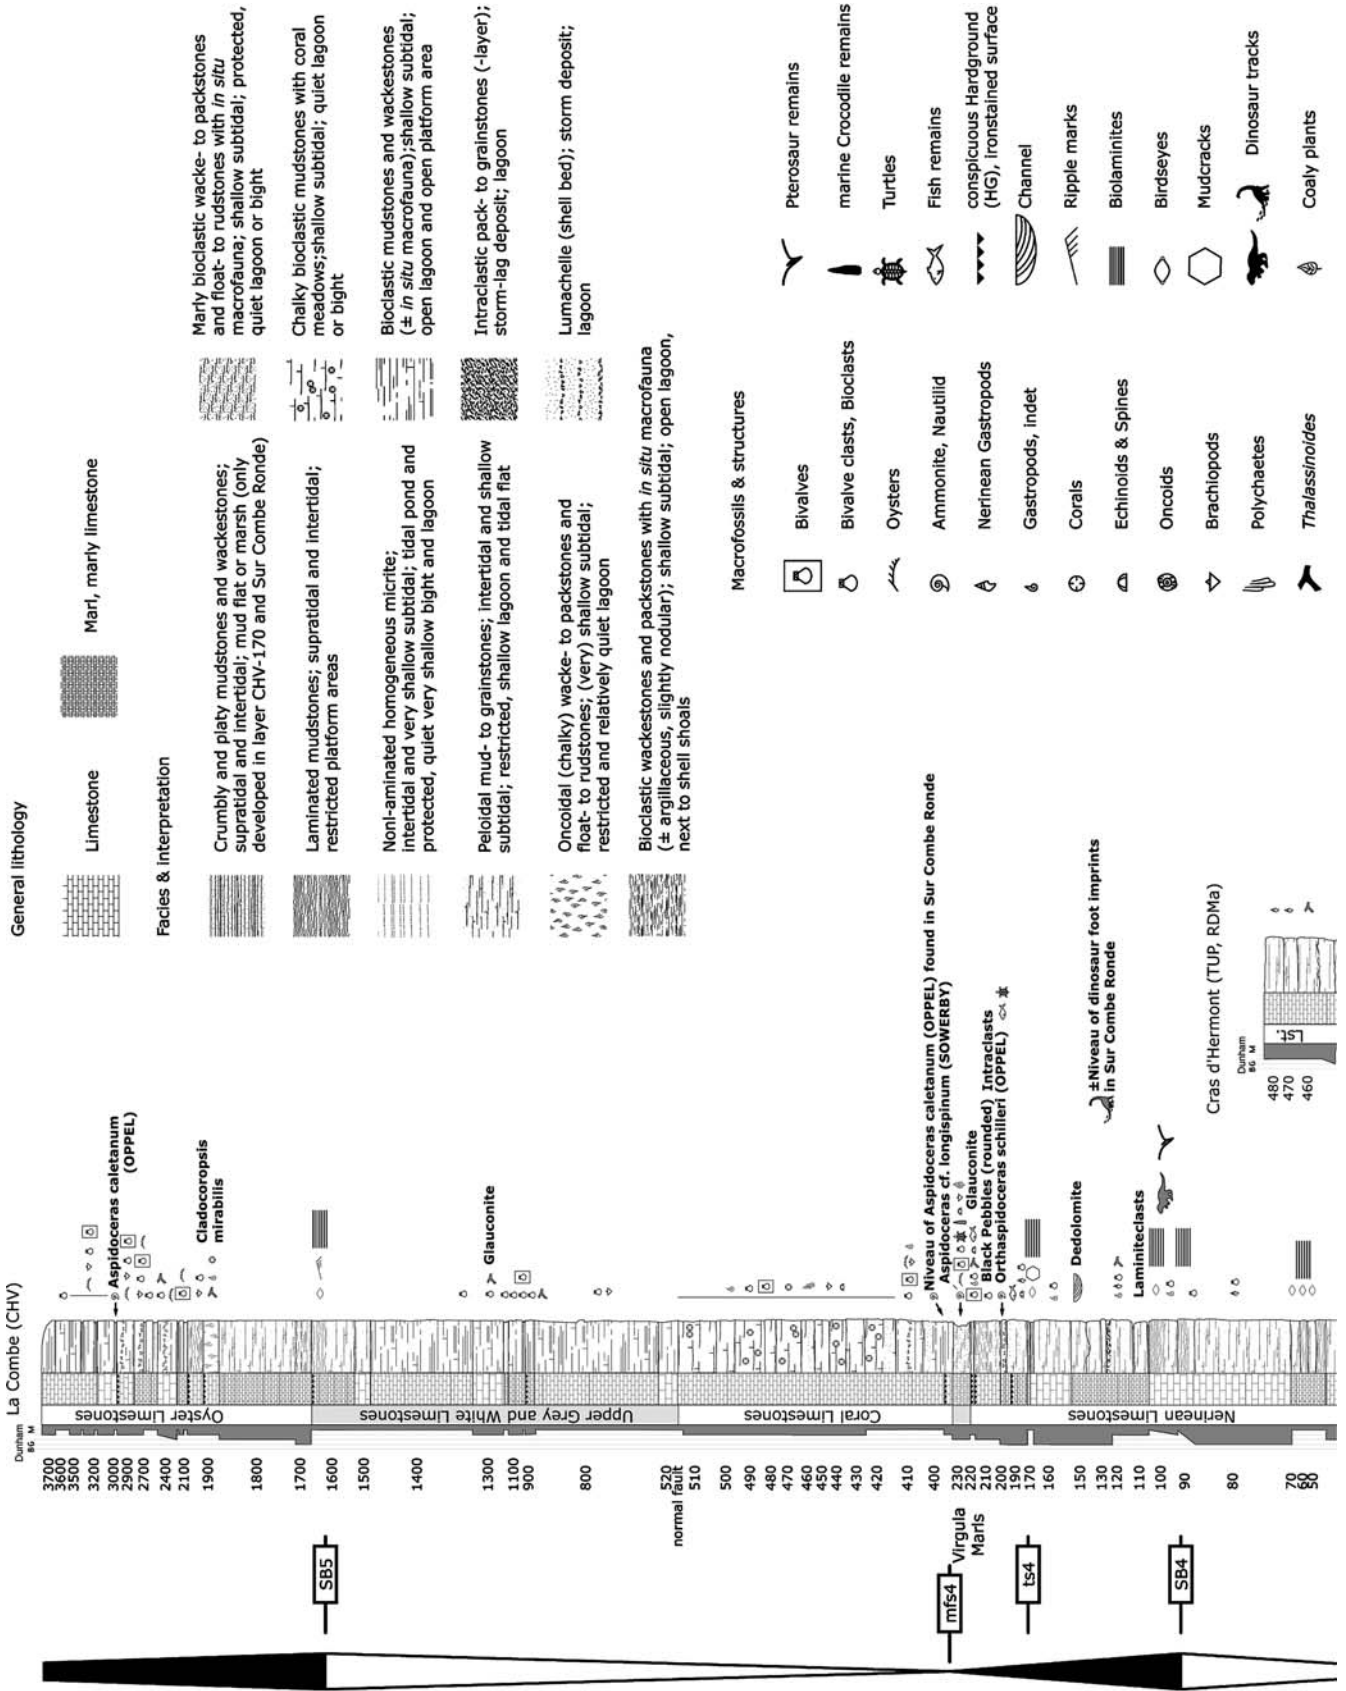 General lithology
Limestone
Marl, marly limestone
Facies & interpretation
Crumbly and platy mudstones and wackestones;
supratidal and intertidal; mud flat or marsh (only
developed in layer CHV-170 and Sur Combe Ronde)
Laminated mudstones; supratidal and intertidal;
restricted platform areas
Nonl-aminated homogeneous micrite;
intertidal and very shallow subtidal; tidal pond and
protected, quiet very shallow bight and lagoon
Peloidal mud- to grainstones; intertidal and shallow
subtidal; restricted, shallow lagoon and tidal flat
Oncoidal (chalky) wacke- to packstones and
float- to rudstones; (very) shallow subtidal;
restricted and relatively quiet lagoon
Bioclastic wackestones and packstones with in situ macrofauna
(± argillaceous, slightly nodular); shallow subtidal; open lagoon,
next to shell shoals
Marly bioclastic wacke- to packstones
and float- to rudstones with in situ
macrofauna; shallow subtidal; protected,
quiet lagoon or bight
Chalky bioclastic mudstones with coral
meadows;shallow subtidal; quiet lagoon
or bight
Bioclastic mudstones and wackestones
(± in situ macrofauna);shallow subtidal;
open lagoon and open platform area
Intraclastic pack- to grainstones (-layer);
storm-lag deposit; lagoon
Lumachelle (shell bed); storm deposit;
lagoon
Macrofossils & structures
Bivalves
Bivalve clasts, Bioclasts
Oysters
Ammonite, Nautilid
Nerinean Gastropods
Gastropods, indet
Corals
Echinoids & Spines
Oncoids
Brachiopods
Polychaetes
Thalassinoides
Pterosaur remains
marine Crocodile remains
Turtles
Fish remains
conspicuous Hardground
(HG), ironstained surface
Channel
Ripple marks
Biolaminites
Birdseyes
Mudcracks
Dinosaur tracks
Coaly plants
La Combe (CHV)
Dunham
BG M
3700
3600
3500
3200
3000
2900
2700
2400
2100
1900
1800
1700
1500
1400
1300
1100
900
800
522
normal fault
510
500
490
480
470
460
450
440
430
420
410
400
230
Virgula
Marls
220
210
200
190
170
160
150
130
120
110
100
90
80
70
60
50
Oyster Limestones
Upper Grey and White Limestones
Coral Limestones
Nerinean Limestones
Aspidoceras caletanum
(OPPEL)
Cladocoropsis
mirabilis
Glauconite
Niveau of Aspidoceras caletanum (OPPEL) found in Sur Combe Ronde
Aspidoceras cf. longispinum (SOWERBY)
Glauconite
Black Pebbles (rounded) Intraclasts
Orthaspidoceras schilleri (OPPEL)
Dedolomite
±Niveau of dinosaur foot imprints
in Sur Combe Ronde
Laminiteclasts
SB5
mfs4
ts4
SB4
Cras d'Hermont (TUP, RDMa)
Dunham
BG M
480
470
460
Lst.